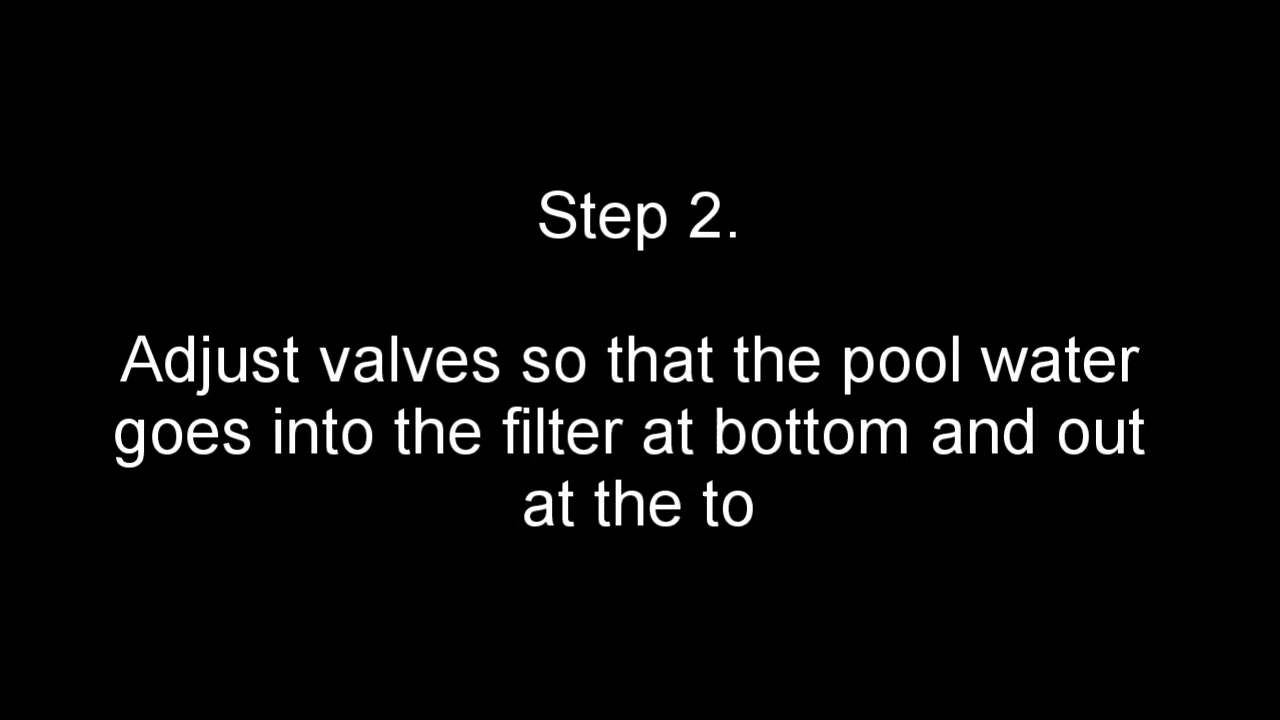 Step 2.
Adjust valves so that the pool water
goes into the filter at bottom and out
at the to